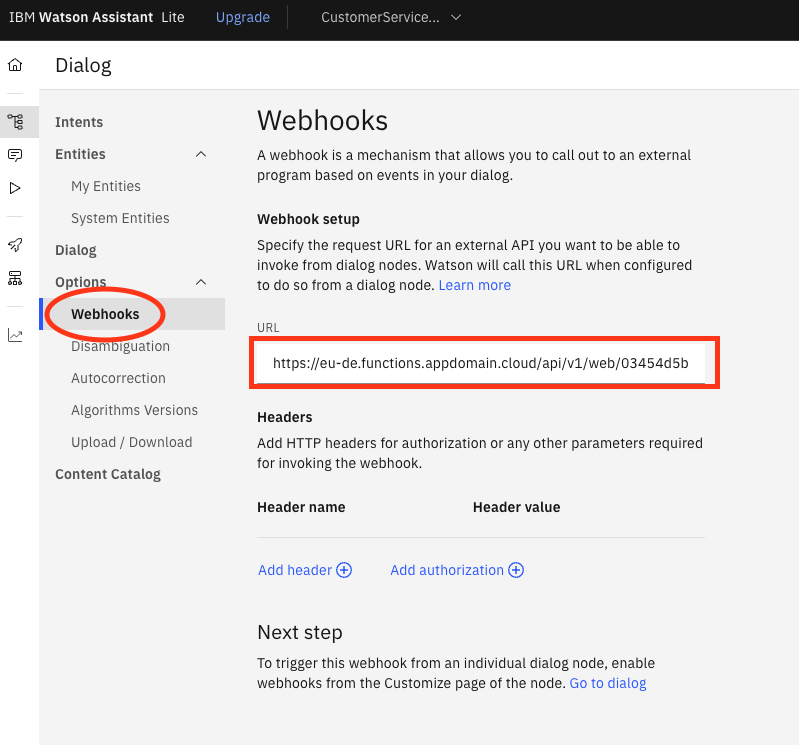 IBM Watson Assistant Lite Upgrade CustomerService...
Dialog
Intents
Entities
My Entities
System Entities
Dialog
Options
Webhooks
Disambiguation
Autocorrection
Algorithms Versions
Upload / Download
Content Catalog
Webhooks
A webhook is a mechanism that allows you to call out to an external
program based on events in your dialog.
Webhook setup
Specify the request URL for an external API you want to be able to
invoke from dialog nodes. Watson will call this URL when configured
to do so from a dialog node. Learn more
URL
https://eu-de.functions.appdomain.cloud/api/v1/web/03454d5b
Headers
Add HTTP headers for authorization or any other parameters required
for invoking the webhook.
Header name Header value
Add header Add authorization
Next step
To trigger this webhook from an individual dialog node, enable
webhooks from the Customize page of the node. Go to dialog